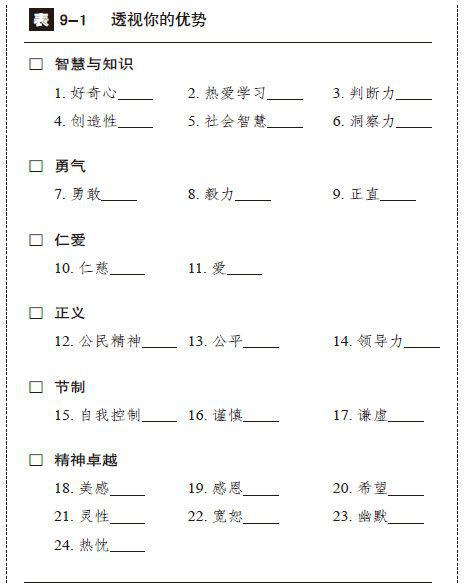 表 9-1 透视你的优势
□ 智慧与知识
1. 好奇心_____ 2. 热爱学习_____ 3. 判断力_____
4. 创造性_____ 5. 社会智慧_____ 6. 洞察力_____
□ 勇气
7. 勇敢_____ 8. 毅力_____ 9. 正直_____
□ 仁爱
10. 仁慈_____ 11. 爱_____
□ 正义
12. 公民精神_____ 13. 公平_____ 14. 领导力_____
□ 节制
15. 自我控制_____ 16. 谨慎_____ 17. 谦虚_____
□ 精神卓越
18. 美感_____ 19. 感恩_____ 20. 希望_____
21. 灵性_____ 22. 宽恕_____ 23. 幽默_____
24. 热忱_____